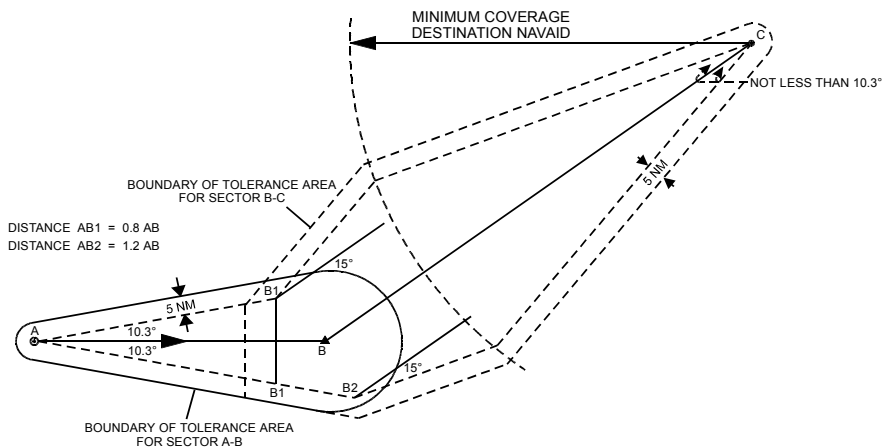 MINIMUM COVERAGE
DESTINATION NAVAID
C
NOT LESS THAN 10.3°
5 NM
BOUNDARY OF TOLERANCE AREA
FOR SECTOR B-C
DISTANCE AB1 = 0.8 AB
DISTANCE AB2 = 1.2 AB
15°
B1
5 NM
A
10.3°
10.3°
B
15°
B1
B2
BOUNDARY OF TOLERANCE AREA
FOR SECTOR A-B